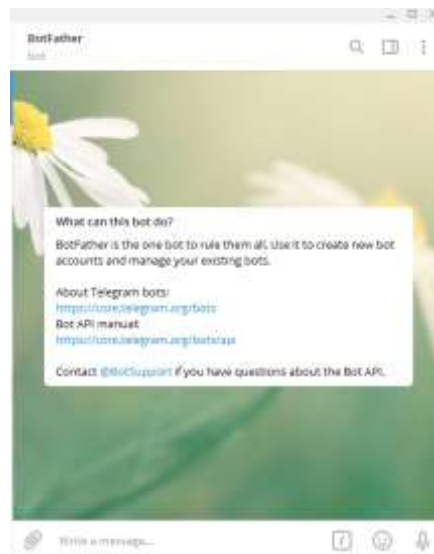 BotFather
bot
What can this bot do?
BotFather is the one bot to rule them all. Use it to create new bot
accounts and manage your existing bots.
About Telegram bots:
https://core.telegram.org/bots
Bot API manual:
https://core.telegram.org/bots/api
Contact @BotSupport if you have questions about the Bot API.
Write a message...